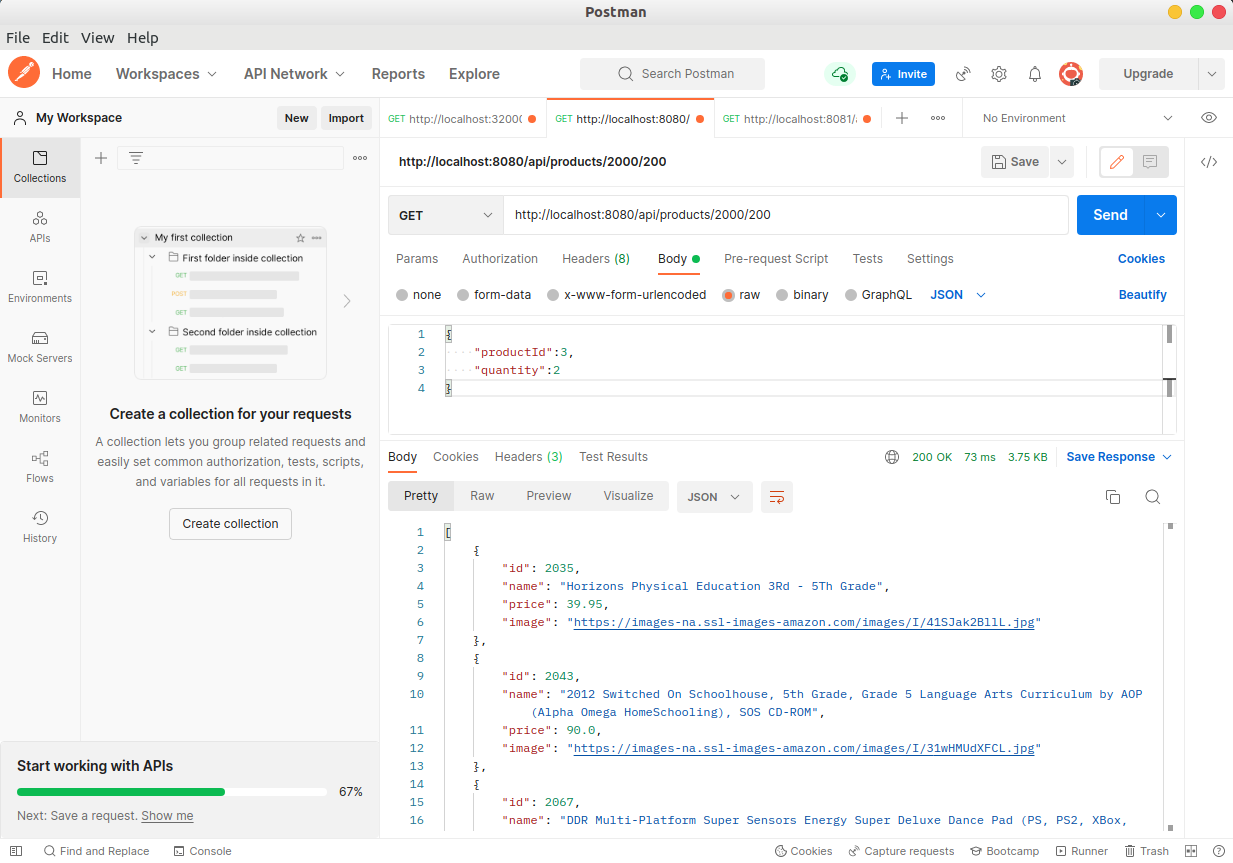 Postman
File Edit View Help
Home Workspaces API Network Reports Explore Search Postman Invite Upgrade
My Workspace New Import GET http://localhost:3200( GET http://localhost:8080/ GET http://localhost:8081/ No Environment
Collections
APIs
Environments
Mock Servers
Monitors
Flows
History
My first collection
First folder inside collection
GET
POST
GET
Second folder inside collection
GET
GET
Create a collection for your requests
A collection lets you group related requests and
easily set common authorization, tests, scripts,
and variables for all requests in it.
Create collection
Start working with APIs
67%
Next: Save a request. Show me
http://localhost:8080/api/products/2000/200 Save
GET http://localhost:8080/api/products/2000/200 Send
Params Authorization Headers (8) Body Pre-request Script Tests Settings Cookies
none form-data x-www-form-urlencoded raw binary GraphQL JSON Beautify
1 {
2 "productId":3,
3 "quantity":2
4 }
Body Cookies Headers (3) Test Results 200 OK 73 ms 3.75 KB Save Response
Pretty Raw Preview Visualize JSON
1 [
2 {
3 "id": 2035,
4 "name": "Horizons Physical Education 3Rd - 5Th Grade",
5 "price": 39.95,
6 "image": "https://images-na.ssl-images-amazon.com/images/I/41SJak2BllL.jpg"
7 },
8 {
9 "id": 2043,
10 "name": "2012 Switched On Schoolhouse, 5th Grade, Grade 5 Language Arts Curriculum by AOP
(Alpha Omega HomeSchooling), SOS CD-ROM",
11 "price": 90.0,
12 "image": "https://images-na.ssl-images-amazon.com/images/I/31wHMUdXFCL.jpg"
13 },
14 {
15 "id": 2067,
16 "name": "DDR Multi-Platform Super Sensors Energy Super Deluxe Dance Pad (PS, PS2, XBox,
Find and Replace Console Cookies Capture requests Bootcamp Runner Trash